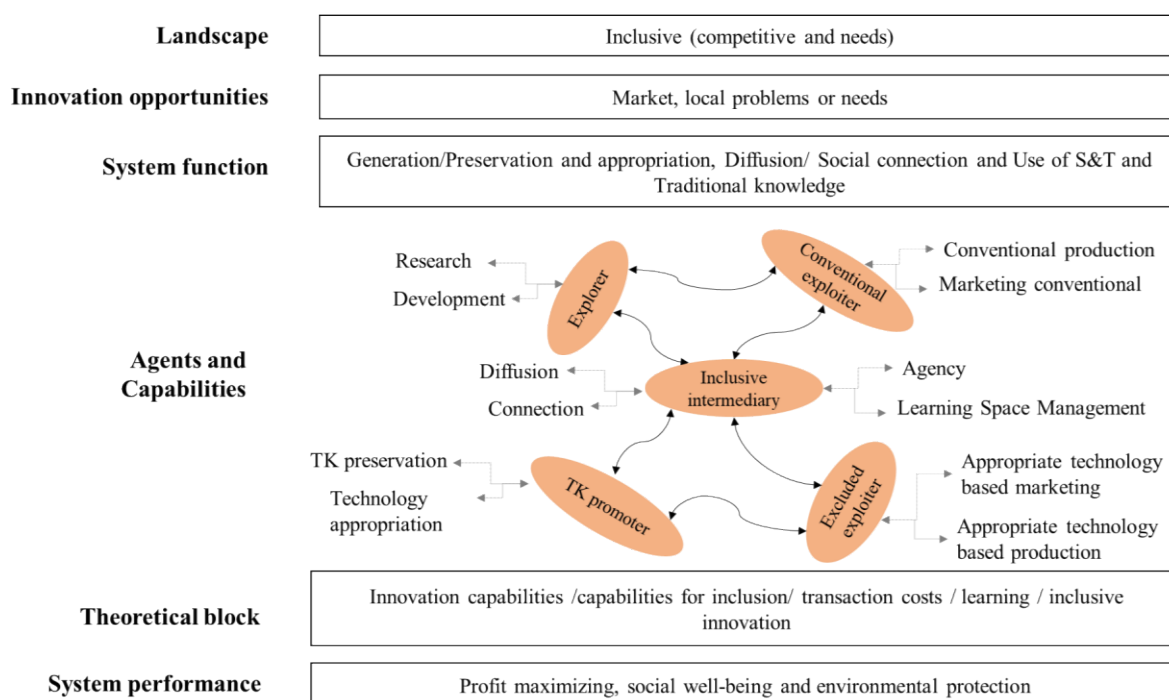 Landscape
Inclusive (competitive and needs)
Innovation opportunities
Market, local problems or needs
System function
Generation/Preservation and appropriation, Diffusion/ Social connection and Use of S&T and
Traditional knowledge
Agents and
Capabilities
Research
Development
Explorer
Conventional
exploiter
Conventional production
Marketing conventional
Diffusion
Connection
Inclusive
intermediary
Agency
Learning Space Management
TK preservation
Technology
appropriation
TK promoter
Excluded
exploiter
Appropriate technology
based marketing
Appropriate technology
based production
Theoretical block
Innovation capabilities /capabilities for inclusion/ transaction costs / learning / inclusive
innovation
System performance
Profit maximizing, social well-being and environmental protection